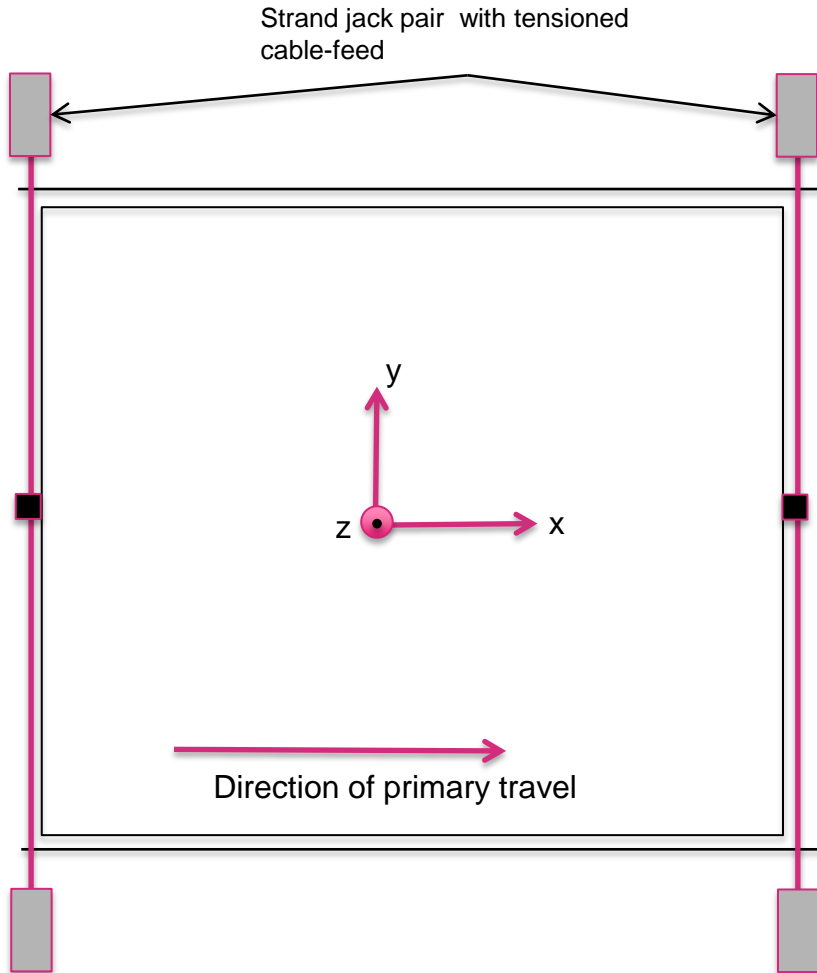 Strand jack pair with tensioned
cable-feed
y
z
x
Direction of primary travel